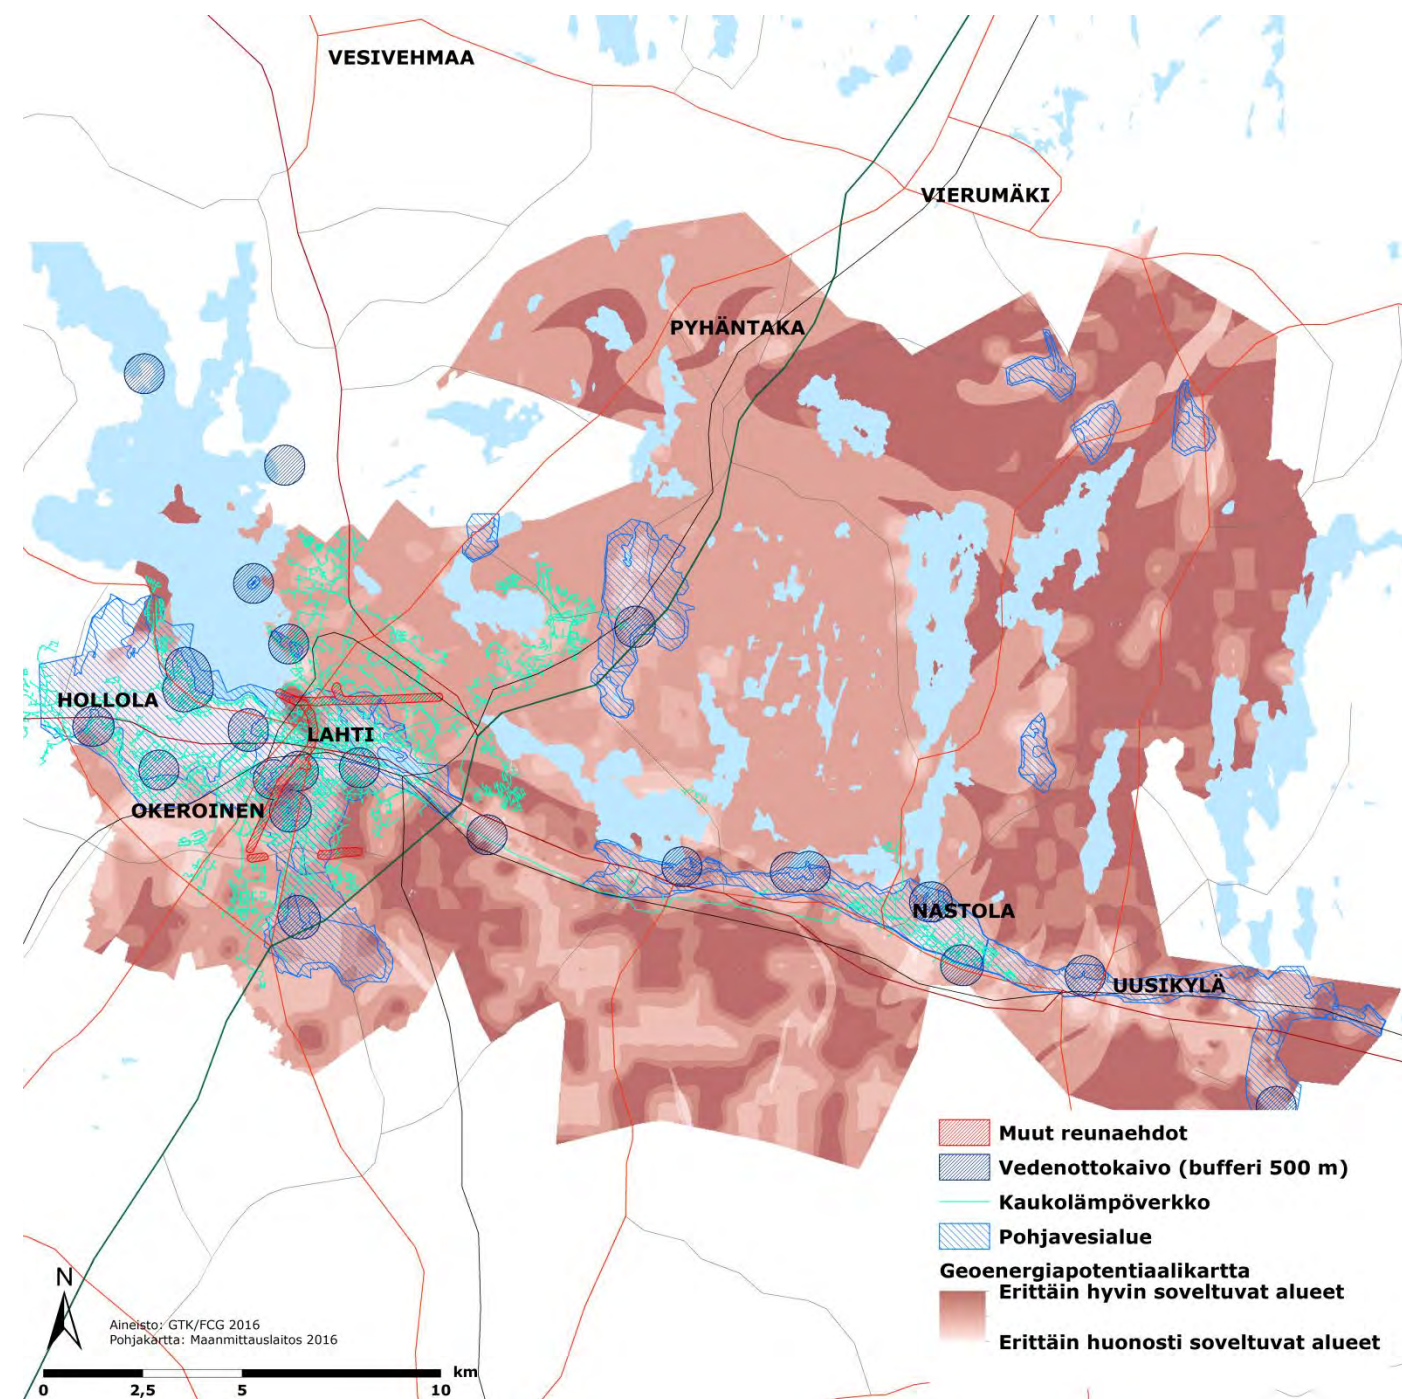 VESIVEHMAA
VIERUMÄKI
PYHÄNTAKA
HOLLOLA
LAHTI
OKEROINEN
NASTOLA
UUSIKYLÄ
Muut reunaehdot
Vedenottokaivo (bufferi 500 m)
Kaukolämpöverkko
Pohjavesialue
Geoenergiapotentiaalikartta
Erittäin hyvin soveltuvat alueet
Erittäin huonosti soveltuvat alueet
N
Aineisto: GTK/FCG 2016
Pohjakartta: Maanmittauslaitos 2016
km
0 2,5 5 10